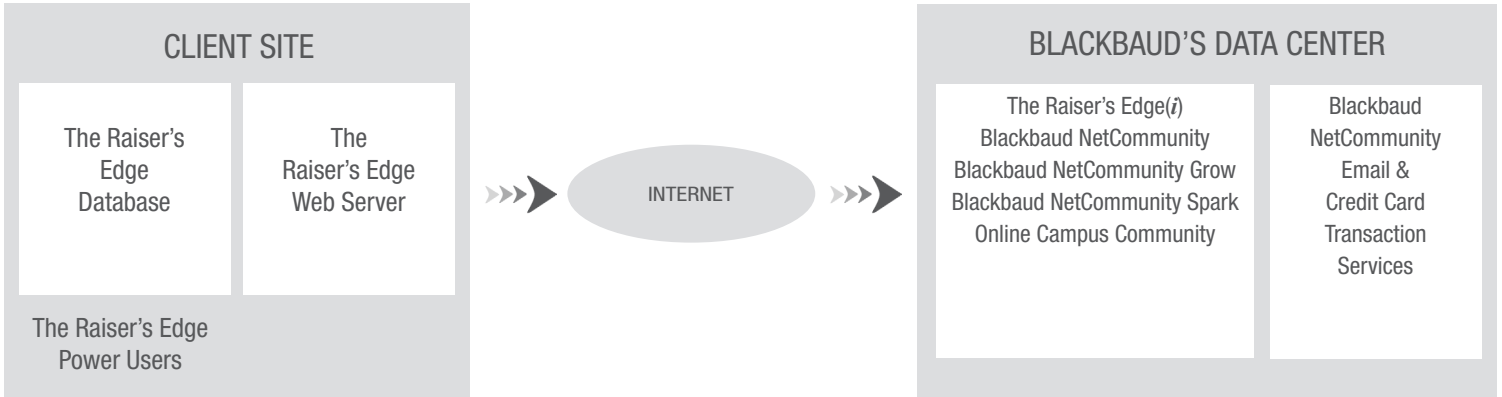 CLIENT SITE
The Raiser’s
Edge
Database
The
Raiser’s Edge
Web Server
The Raiser’s Edge
Power Users
INTERNET
BLACKBAUD’S DATA CENTER
The Raiser’s Edge(i)
Blackbaud NetCommunity
Blackbaud NetCommunity Grow
Blackbaud NetCommunity Spark
Online Campus Community
Blackbaud
NetCommunity
Email &
Credit Card
Transaction
Services